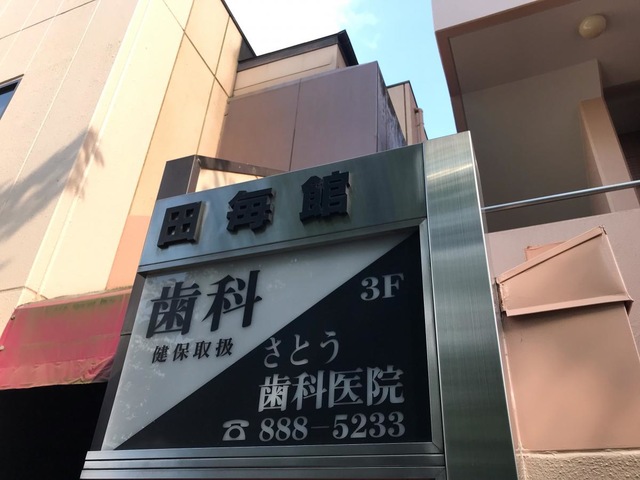 田毎館
歯科
健保取扱
3F
さとう
歯科医院
☎888-5233